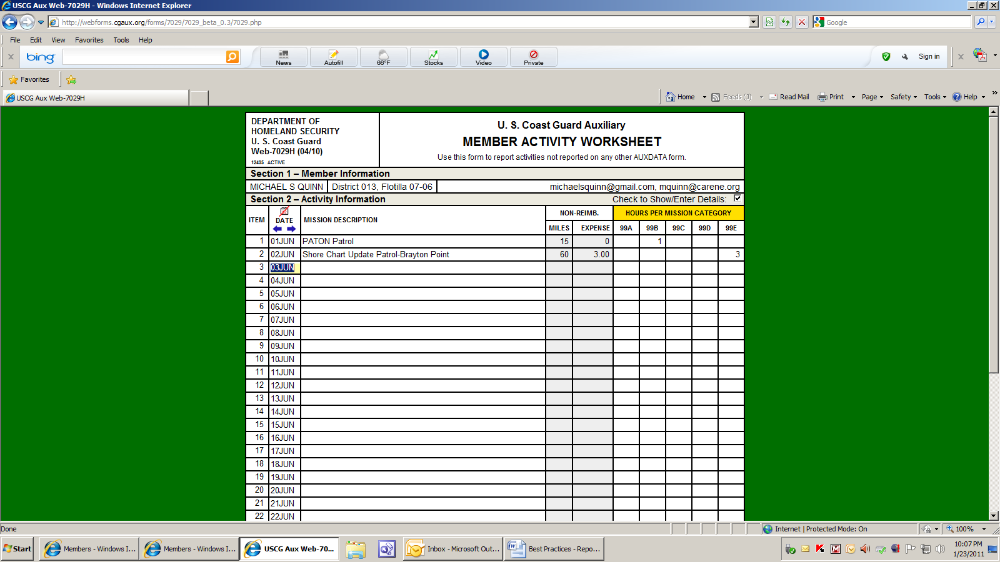 USCG Aux Web-7029H - Windows Internet Explorer
http://webforms.cgaux.org/forms/7029/7029_beta_0.3/7029.php
Google
File Edit View Favorites Tools Help
x bing News Autofill 66°F Stocks Video Private Sign in x
Favorites
USCG Aux Web-7029H
Home Feeds (J) Read Mail Print Page Safety Tools Help »
DEPARTMENT OF
HOMELAND SECURITY
U. S. Coast Guard
Web-7029H (04/10)
12495 ACTIVE
U. S. Coast Guard Auxiliary
MEMBER ACTIVITY WORKSHEET
Use this form to report activities not reported on any other AUXDATA form.
Section 1 – Member Information
MICHAEL S QUINN District 013, Flotilla 07-06 michaelsquinn@gmail.com, mquinn@carene.org
Section 2 – Activity Information Check to Show/Enter Details:
ITEM DATE MISSION DESCRIPTION NON-REIMB. HOURS PER MISSION CATEGORY
MILES EXPENSE 99A 99B 99C 99D 99E
1 01JUN PATON Patrol 15 0 1
2 02JUN Shore Chart Update Patrol-Brayton Point 60 3.00 3
3 03JUN
4 04JUN
5 05JUN
6 06JUN
7 07JUN
8 08JUN
9 09JUN
10 10JUN
11 11JUN
12 12JUN
13 13JUN
14 14JUN
15 15JUN
16 16JUN
17 17JUN
18 18JUN
19 19JUN
20 20JUN
21 21JUN
22 22JUN
Done Internet | Protected Mode: On 100%
Start Members - Windows I... Members - Windows I... USCG Aux Web-70... Inbox - Microsoft Out... Best Practices - Repo... 10:07 PM
1/23/2011